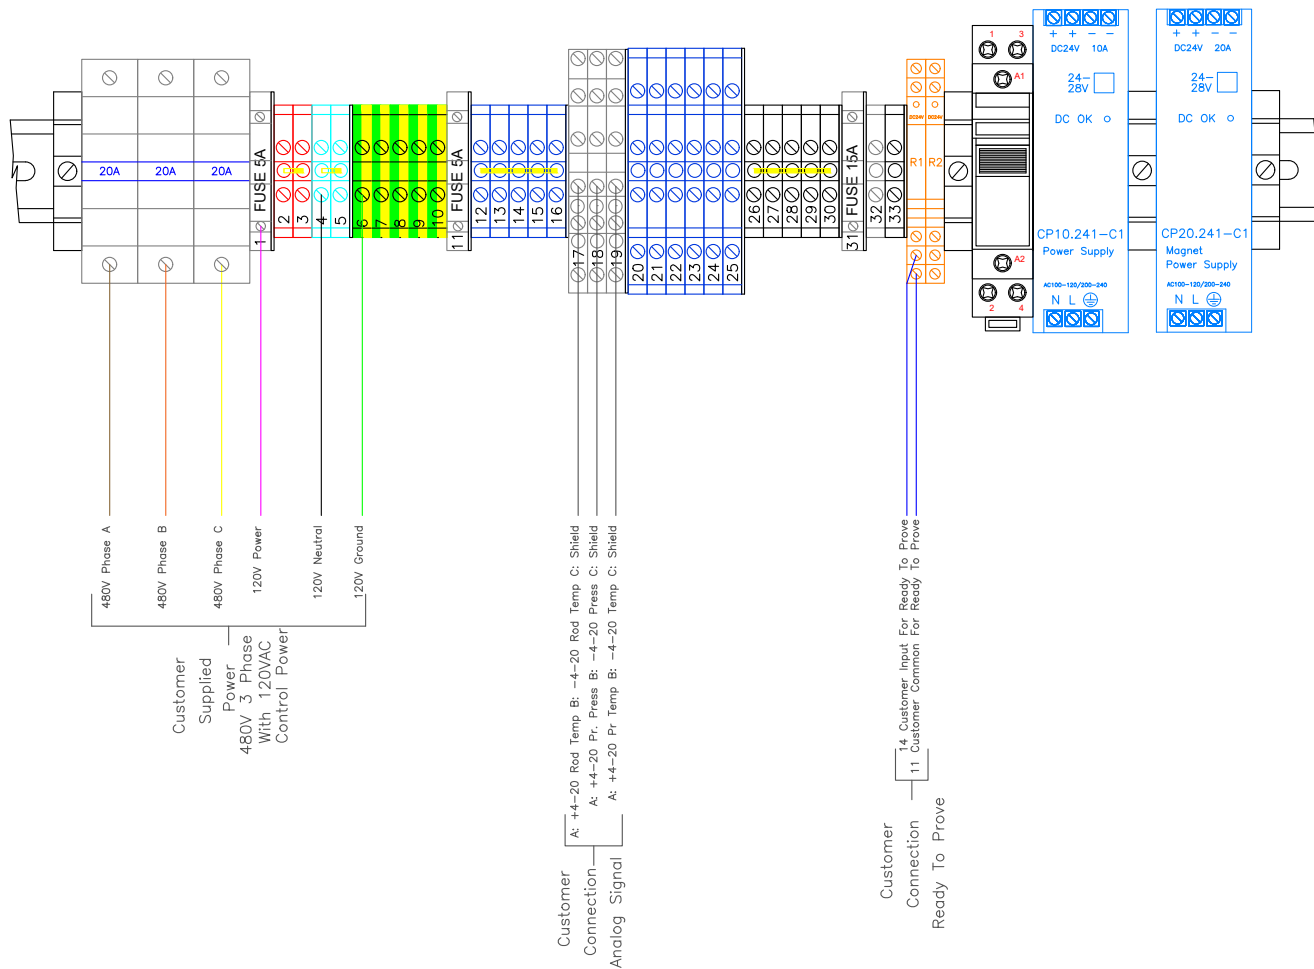 20A
20A
20A
FUSE 5A
1
2
3
4
5
6
7
8
9
10
FUSE 5A
11
12
13
14
15
16
17
18
19
20
21
22
23
24
25
26
27
28
29
30
FUSE 15A
31
32
33
DC24V
DC24V
R1
R2
1
3
A1
A2
2
4
+ + − −
DC24V 10A
24−
28V
DC OK
CP10.241−C1
Power Supply
AC100−120/200−240
N L
+ + − −
DC24V 20A
24−
28V
DC OK
CP20.241−C1
Magnet
Power Supply
AC100−120/200−240
N L
480V Phase A
480V Phase B
480V Phase C
120V Power
120V Neutral
120V Ground
Customer
Supplied
Power
480V 3 Phase
With 120VAC
Control Power
A: +4−20 Rod Temp B: −4−20 Rod Temp C: Shield
A: +4−20 Pr. Press B: −4−20 Press C: Shield
A: +4−20 Pr Temp B: −4−20 Temp C: Shield
Customer
Connection
Analog Signal
14 Customer Input For Ready To Prove
11 Customer Common For Ready To Prove
Customer
Connection
Ready To Prove